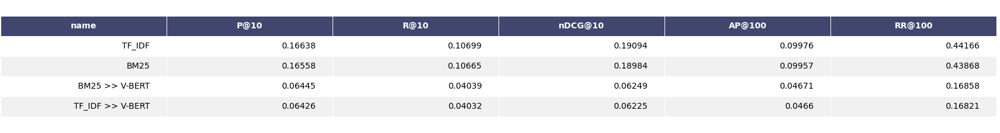 name P@10 R@10 nDCG@10 AP@100 RR@100
TF_IDF 0.16638 0.10699 0.19094 0.09976 0.44166
BM25 0.16558 0.10665 0.18984 0.09957 0.43868
BM25 >> V-BERT 0.06445 0.04039 0.06249 0.04671 0.16858
TF_IDF >> V-BERT 0.06426 0.04032 0.06225 0.0466 0.16821